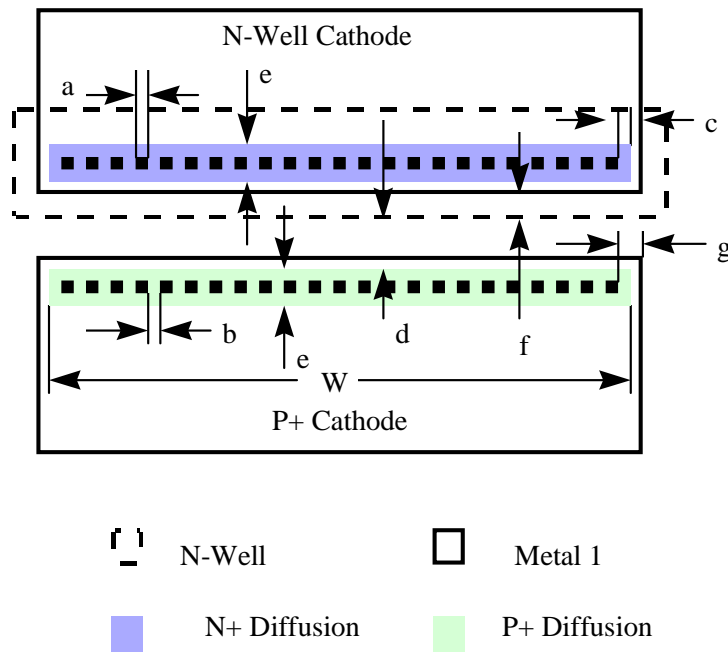 N-Well Cathode
a
e
c
g
b
d
f
e
W
P+ Cathode
N-Well
Metal 1
N+ Diffusion
P+ Diffusion